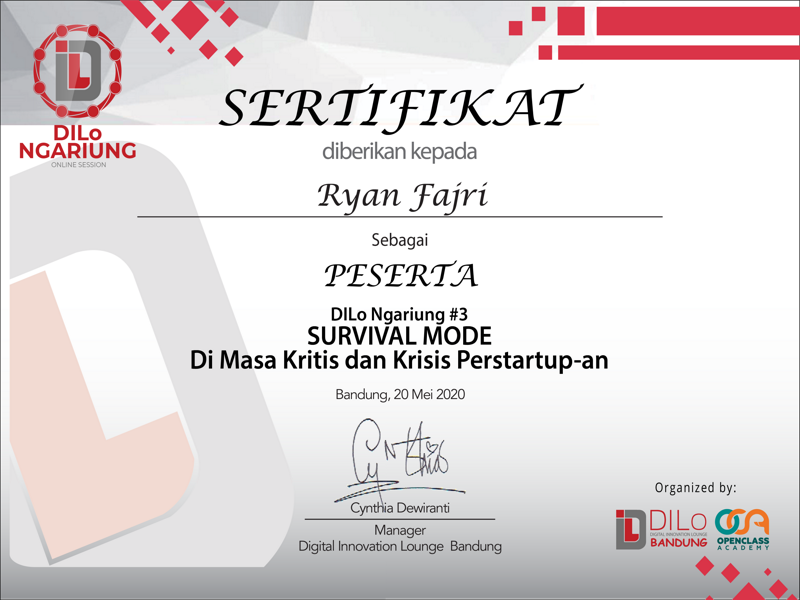 DILo
NGARIUNG
ONLINE SESSION
SERTIFIKAT
diberikan kepada
Ryan Fajri
Sebagai
PESERTA
DILo Ngariung #3
SURVIVAL MODE
Di Masa Kritis dan Krisis Perstartup-an
Bandung, 20 Mei 2020
Cynthia
Cynthia Dewiranti
Manager
Digital Innovation Lounge Bandung
Organized by:
DILo
DIGITAL INNOVATION LOUNGE
BANDUNG
OPENCLASS
ACADEMY